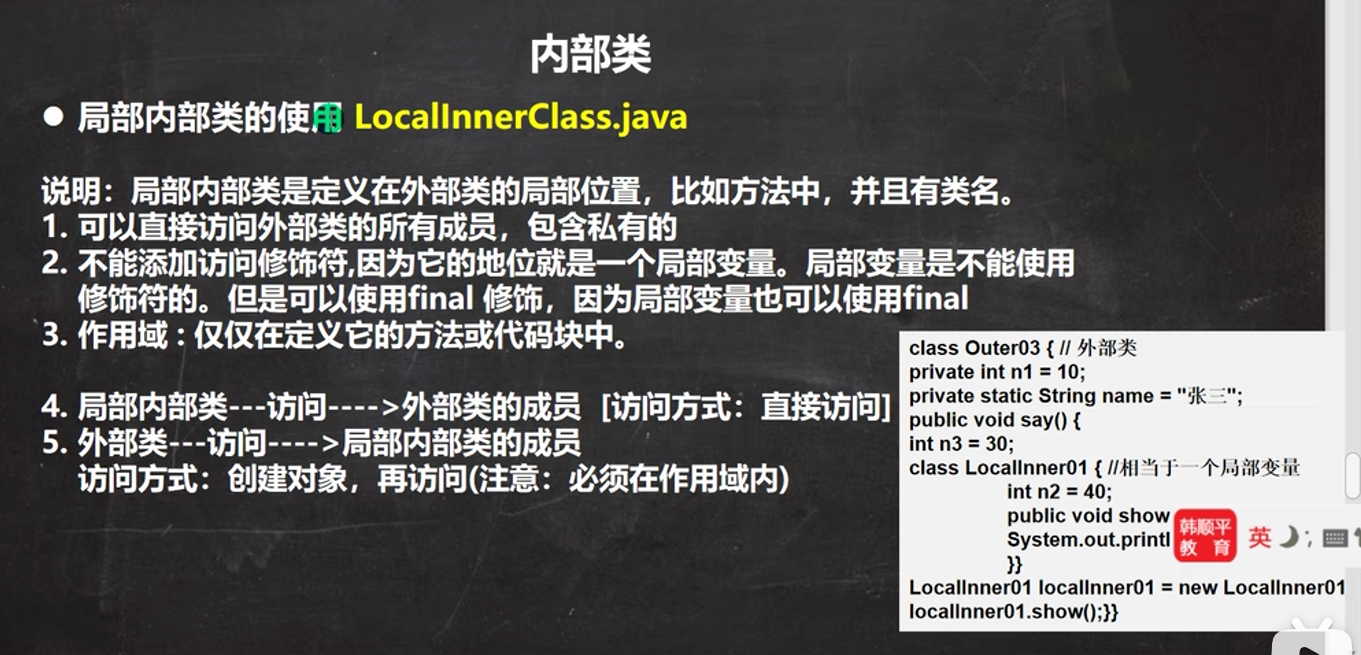 内部类
● 局部内部类的使用 LocalInnerClass.java
说明：局部内部类是定义在外部类的局部位置，比如方法中，并且有类名。
1. 可以直接访问外部类的所有成员，包含私有的
2. 不能添加访问修饰符,因为它的地位就是一个局部变量。局部变量是不能使用
修饰符的。但是可以使用final 修饰，因为局部变量也可以使用final
3. 作用域 : 仅仅在定义它的方法或代码块中。
4. 局部内部类---访问---->外部类的成员 [访问方式：直接访问]
5. 外部类---访问---->局部内部类的成员
访问方式：创建对象，再访问(注意：必须在作用域内)
class Outer03 { // 外部类
private int n1 = 10;
private static String name = "张三";
public void say() {
int n3 = 30;
class LocalInner01 { //相当于一个局部变量
int n2 = 40;
public void show
System.out.printl
}}
LocalInner01 localInner01 = new LocalInner01
localInner01.show();}}
韩顺平
教 育
英